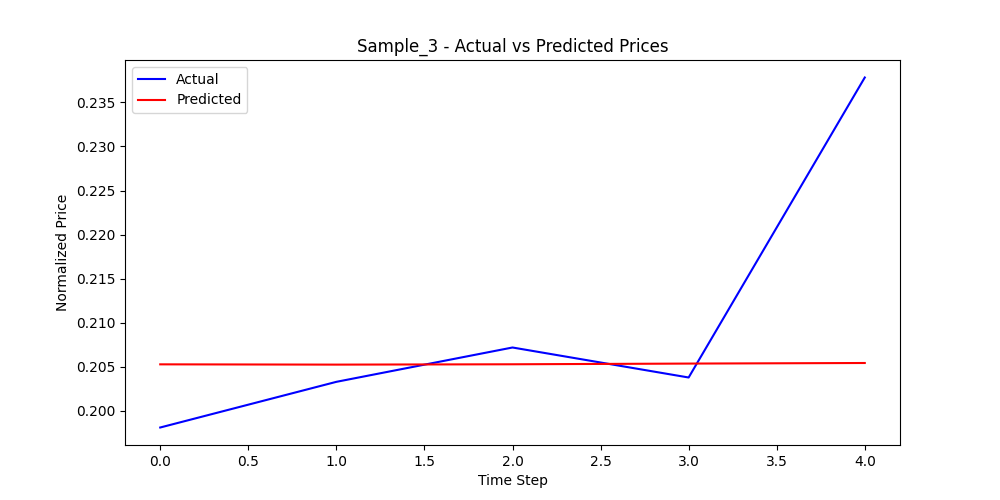 Sample_3 - Actual vs Predicted Prices
Actual
Predicted
Normalized Price
0.235
0.230
0.225
0.220
0.215
0.210
0.205
0.200
0.0 0.5 1.0 1.5 2.0 2.5 3.0 3.5 4.0
Time Step